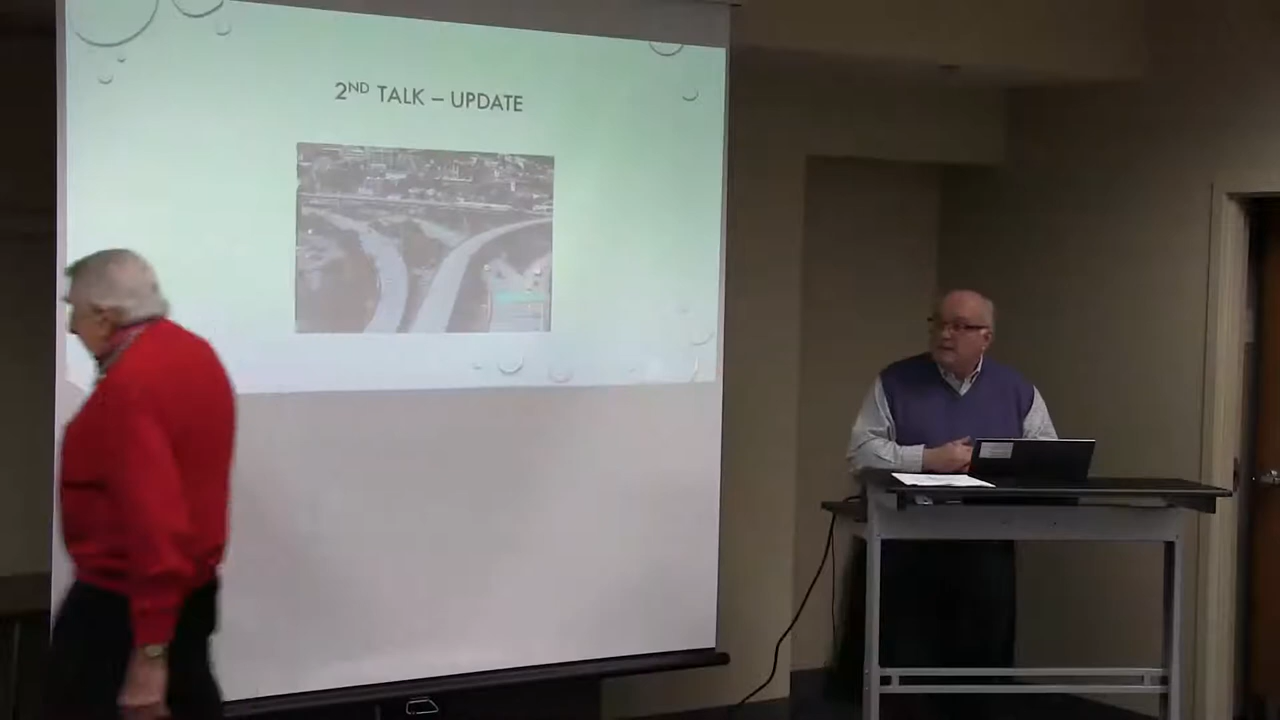 2ND TALK – UPDATE